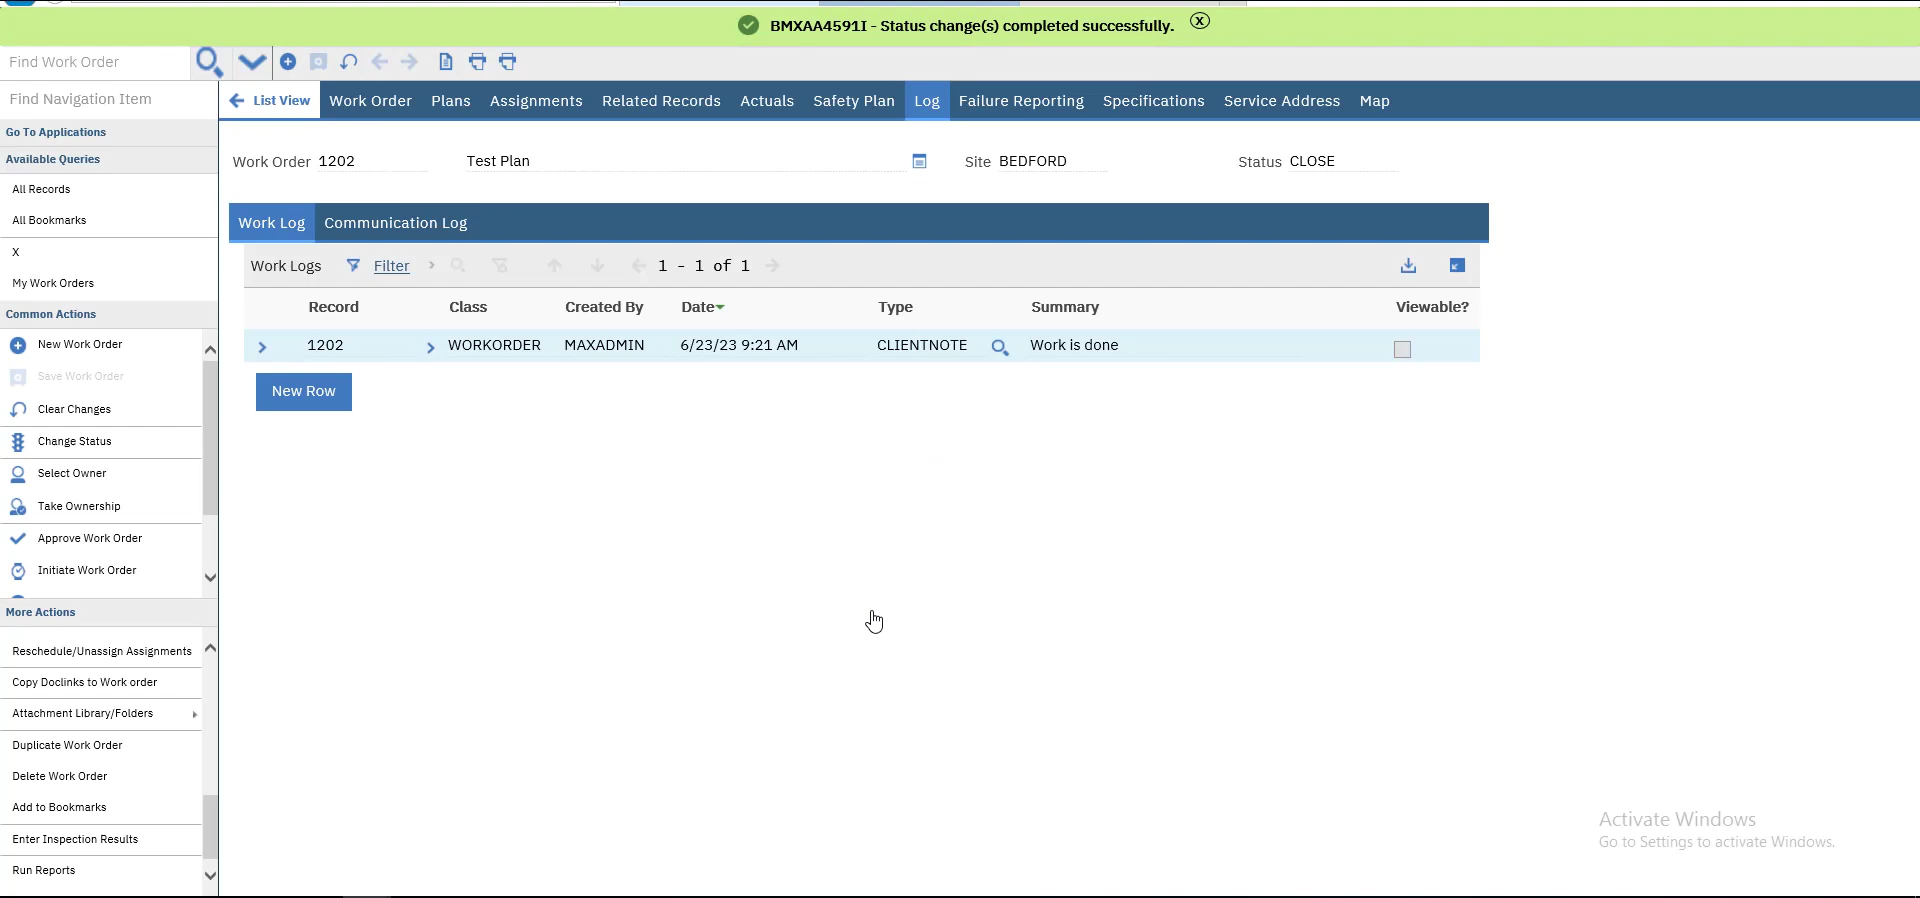 BMXAA4591I - Status change(s) completed successfully.
Find Work Order
Find Navigation Item
List View Work Order Plans Assignments Related Records Actuals Safety Plan Log Failure Reporting Specifications Service Address Map
Go To Applications
Available Queries
All Records
All Bookmarks
X
My Work Orders
Common Actions
New Work Order
Save Work Order
Clear Changes
Change Status
Select Owner
Take Ownership
Approve Work Order
Initiate Work Order
More Actions
Reschedule/Unassign Assignments
Copy Doclinks to Work order
Attachment Library/Folders
Duplicate Work Order
Delete Work Order
Add to Bookmarks
Enter Inspection Results
Run Reports
Work Order 1202 Test Plan Site BEDFORD Status CLOSE
Work Log Communication Log
Work Logs Filter 1 - 1 of 1
Record Class Created By Date Type Summary Viewable?
1202 WORKORDER MAXADMIN 6/23/23 9:21 AM CLIENTNOTE Work is done
New Row
Activate Windows
Go to Settings to activate Windows.